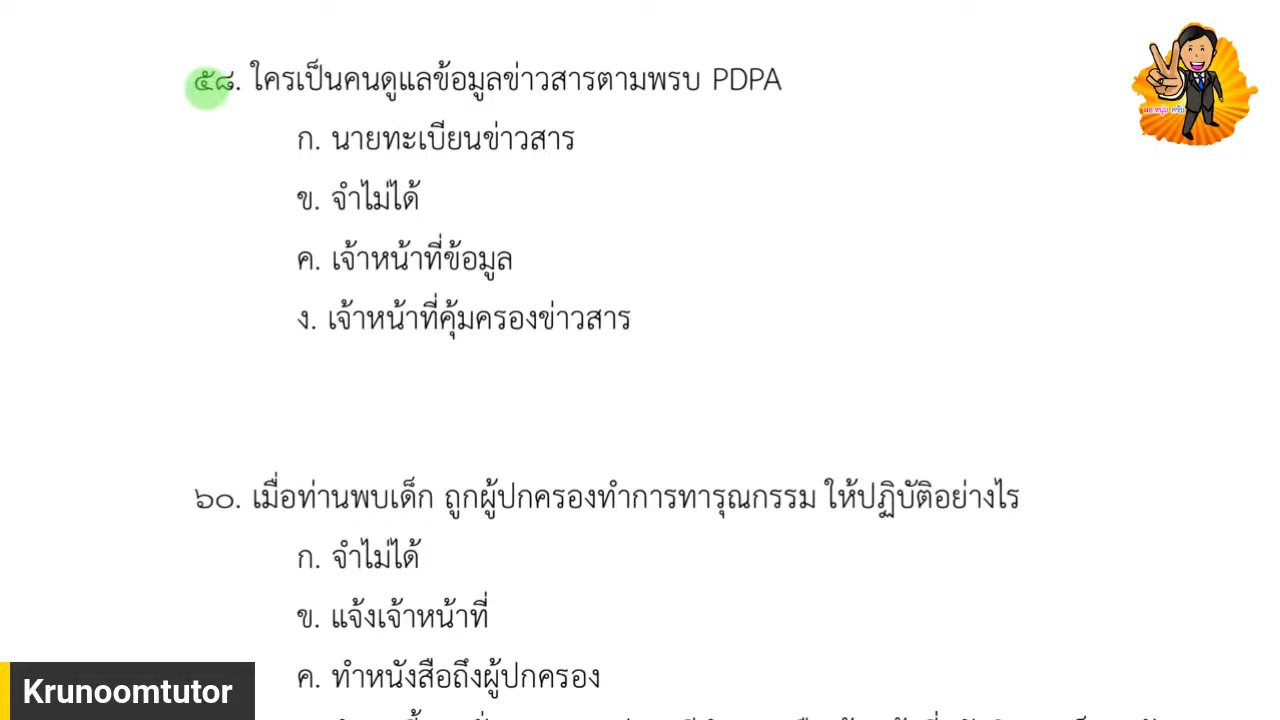 ๕๘. ใครเป็นคนดูแลข้อมูลข่าวสารตามพรบ PDPA
ก. นายทะเบียนข่าวสาร
ข. จำไม่ได้
ค. เจ้าหน้าที่ข้อมูล
ง. เจ้าหน้าที่คุ้มครองข่าวสาร
๖๐. เมื่อท่านพบเด็ก ถูกผู้ปกครองทำการทารุณกรรม ให้ปฏิบัติอย่างไร
ก. จำไม่ได้
ข. แจ้งเจ้าหน้าที่
ค. ทำหนังสือถึงผู้ปกครอง
Krunoomtutor